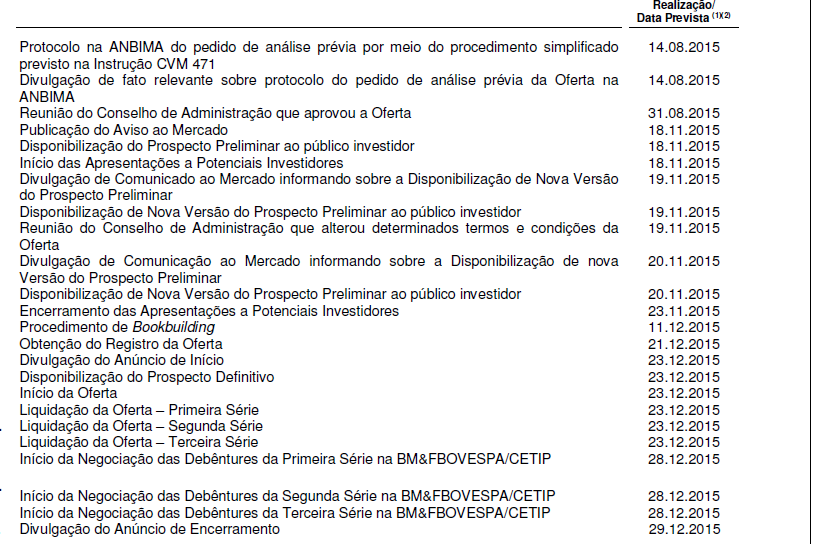 Realização/
Data Prevista (1)(2)
Protocolo na ANBIMA do pedido de análise prévia por meio do procedimento simplificado 14.08.2015
previsto na Instrução CVM 471
Divulgação de fato relevante sobre protocolo do pedido de análise prévia da Oferta na 14.08.2015
ANBIMA
Reunião do Conselho de Administração que aprovou a Oferta 31.08.2015
Publicação do Aviso ao Mercado 18.11.2015
Disponibilização do Prospecto Preliminar ao público investidor 18.11.2015
Início das Apresentações a Potenciais Investidores 18.11.2015
Divulgação de Comunicado ao Mercado informando sobre a Disponibilização de Nova Versão 19.11.2015
do Prospecto Preliminar
Disponibilização de Nova Versão do Prospecto Preliminar ao público investidor 19.11.2015
Reunião do Conselho de Administração que alterou determinados termos e condições da 19.11.2015
Oferta
Divulgação de Comunicação ao Mercado informando sobre a Disponibilização de nova 20.11.2015
Versão do Prospecto Preliminar
Disponibilização de Nova Versão do Prospecto Preliminar ao público investidor 20.11.2015
Encerramento das Apresentações a Potenciais Investidores 23.11.2015
Procedimento de Bookbuilding 11.12.2015
Obtenção do Registro da Oferta 21.12.2015
Divulgação do Anúncio de Início 23.12.2015
Disponibilização do Prospecto Definitivo 23.12.2015
Início da Oferta 23.12.2015
Liquidação da Oferta – Primeira Série 23.12.2015
Liquidação da Oferta – Segunda Série 23.12.2015
Liquidação da Oferta – Terceira Série 23.12.2015
Início da Negociação das Debêntures da Primeira Série na BM&FBOVESPA/CETIP 28.12.2015
Início da Negociação das Debêntures da Segunda Série na BM&FBOVESPA/CETIP 28.12.2015
Início da Negociação das Debêntures da Terceira Série na BM&FBOVESPA/CETIP 28.12.2015
Divulgação do Anúncio de Encerramento 29.12.2015